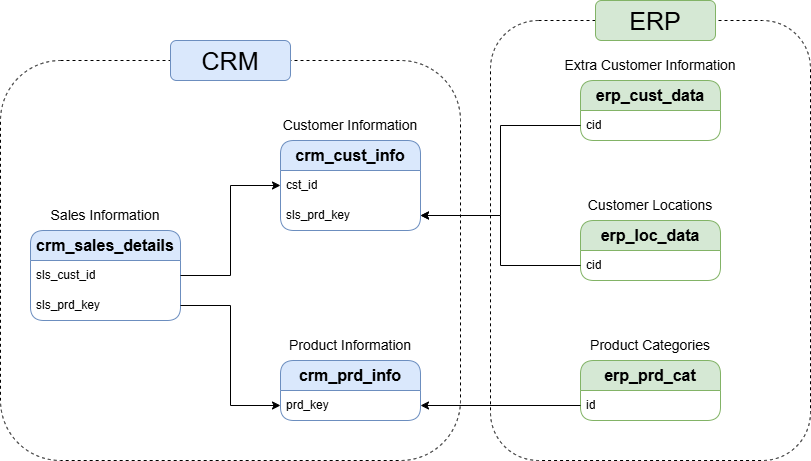 CRM
ERP
Sales Information
crm_sales_details
sls_cust_id
sls_prd_key
Customer Information
crm_cust_info
cst_id
sls_prd_key
Product Information
crm_prd_info
prd_key
Extra Customer Information
erp_cust_data
cid
Customer Locations
erp_loc_data
cid
Product Categories
erp_prd_cat
id